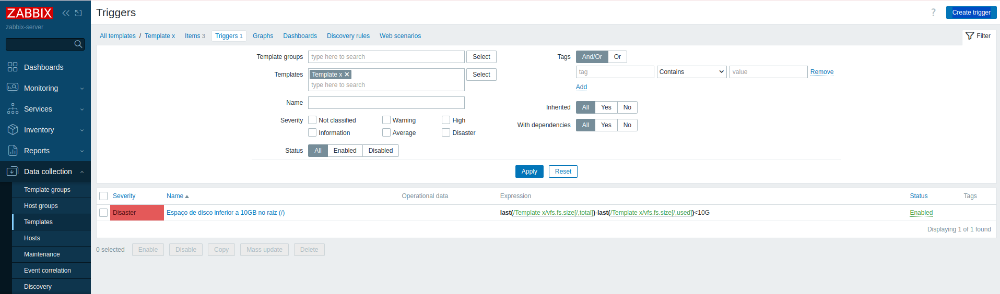 ZABBIX
zabbix-server
Dashboards
Monitoring
Services
Inventory
Reports
Data collection
Template groups
Host groups
Templates
Hosts
Maintenance
Event correlation
Discovery
Triggers
? Create trigger
All templates / Template x Items 3 Triggers 1 Graphs Dashboards Discovery rules Web scenarios
Filter
Template groups type here to search Select
Templates Template x Select
type here to search
Name
Severity Not classified Warning High
Information Average Disaster
Status All Enabled Disabled
Tags And/Or Or
tag Contains value Remove
Add
Inherited All Yes No
With dependencies All Yes No
Apply Reset
Severity Name Operational data Expression Status Tags
Disaster Espaço de disco inferior a 10GB no raiz (/) last(/Template x/vfs.fs.size[/,total])-last(/Template x/vfs.fs.size[/,used])<10G Enabled
Displaying 1 of 1 found
0 selected Enable Disable Copy Mass update Delete